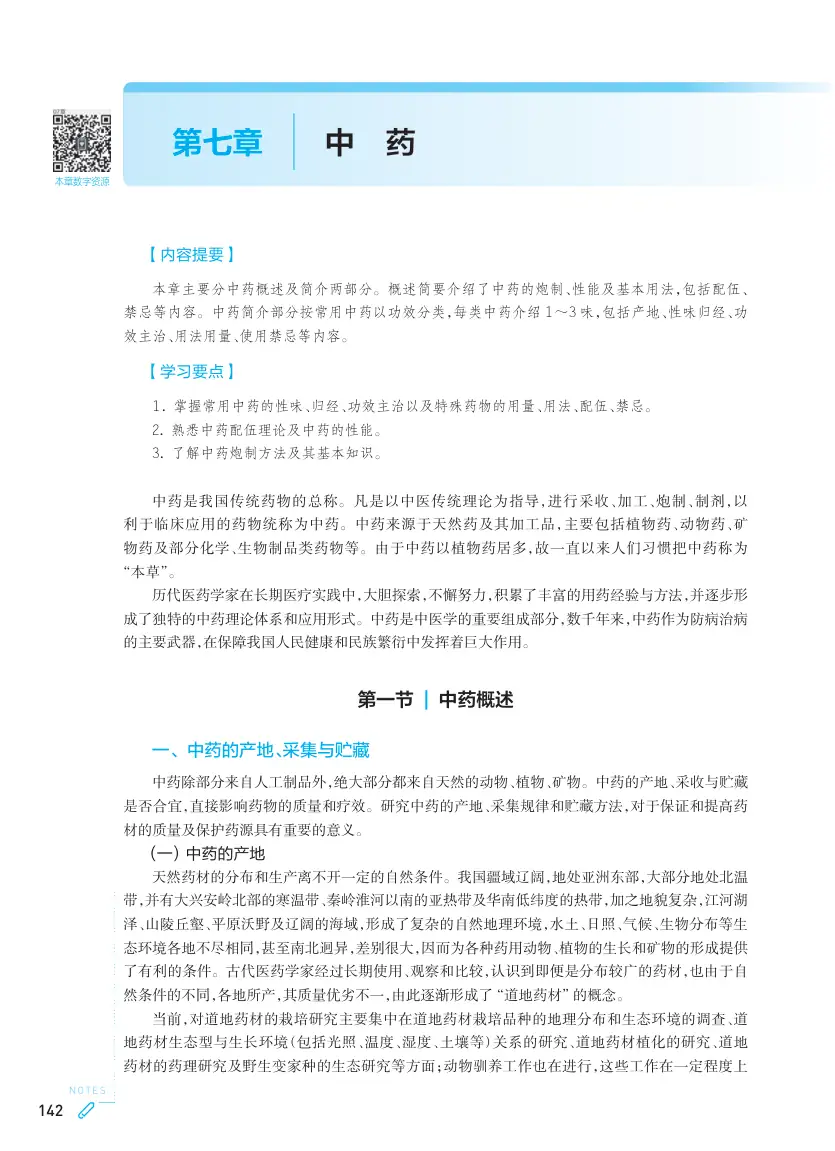 第七章
中 药
本章数字资源
【内容提要】
本章主要分中药概述及简介两部分。概述简要介绍了中药的炮制、性能及基本用法,包括配伍、
禁忌等内容。中药简介部分按常用中药以功效分类,每类中药介绍 1～3 味,包括产地、性味归经、功
效主治、用法用量、使用禁忌等内容。
【学习要点】
1. 掌握常用中药的性味、归经、功效主治以及特殊药物的用量、用法、配伍、禁忌。
2. 熟悉中药配伍理论及中药的性能。
3. 了解中药炮制方法及其基本知识。
中药是我国传统药物的总称。凡是以中医传统理论为指导,进行采收、加工、炮制、制剂,以
利于临床应用的药物统称为中药。中药来源于天然药及其加工品,主要包括植物药、动物药、矿
物药及部分化学、生物制品类药物等。由于中药以植物药居多,故一直以来人们习惯把中药称为
“本草”。
历代医药学家在长期医疗实践中,大胆探索,不懈努力,积累了丰富的用药经验与方法,并逐步形
成了独特的中药理论体系和应用形式。中药是中医学的重要组成部分,数千年来,中药作为防病治病
的主要武器,在保障我国人民健康和民族繁衍中发挥着巨大作用。
第一节 | 中药概述
一、中药的产地、采集与贮藏
中药除部分来自人工制品外,绝大部分都来自天然的动物、植物、矿物。中药的产地、采收与贮藏
是否合宜,直接影响药物的质量和疗效。研究中药的产地、采集规律和贮藏方法,对于保证和提高药
材的质量及保护药源具有重要的意义。
（一）中药的产地
天然药材的分布和生产离不开一定的自然条件。我国疆域辽阔,地处亚洲东部,大部分地处北温
带,并有大兴安岭北部的寒温带、秦岭淮河以南的亚热带及华南低纬度的热带,加之地貌复杂,江河湖
泽、山陵丘壑、平原沃野及辽阔的海域,形成了复杂的自然地理环境,水土、日照、气候、生物分布等生
态环境各地不尽相同,甚至南北迥异,差别很大,因而为各种药用动物、植物的生长和矿物的形成提供
了有利的条件。古代医药学家经过长期使用、观察和比较,认识到即便是分布较广的药材,也由于自
然条件的不同,各地所产,其质量优劣不一,由此逐渐形成了“道地药材”的概念。
当前,对道地药材的栽培研究主要集中在道地药材栽培品种的地理分布和生态环境的调查、道
地药材生态型与生长环境(包括光照、温度、湿度、土壤等)关系的研究、道地药材植化的研究、道地
药材的药理研究及野生变家种的生态研究等方面;动物驯养工作也在进行,这些工作在一定程度上
NOTES
142